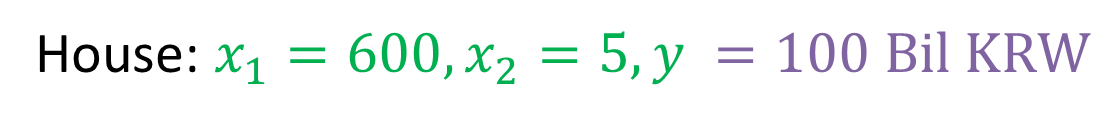 House: x₁ = 600, x₂ = 5, y = 100 Bil KRW